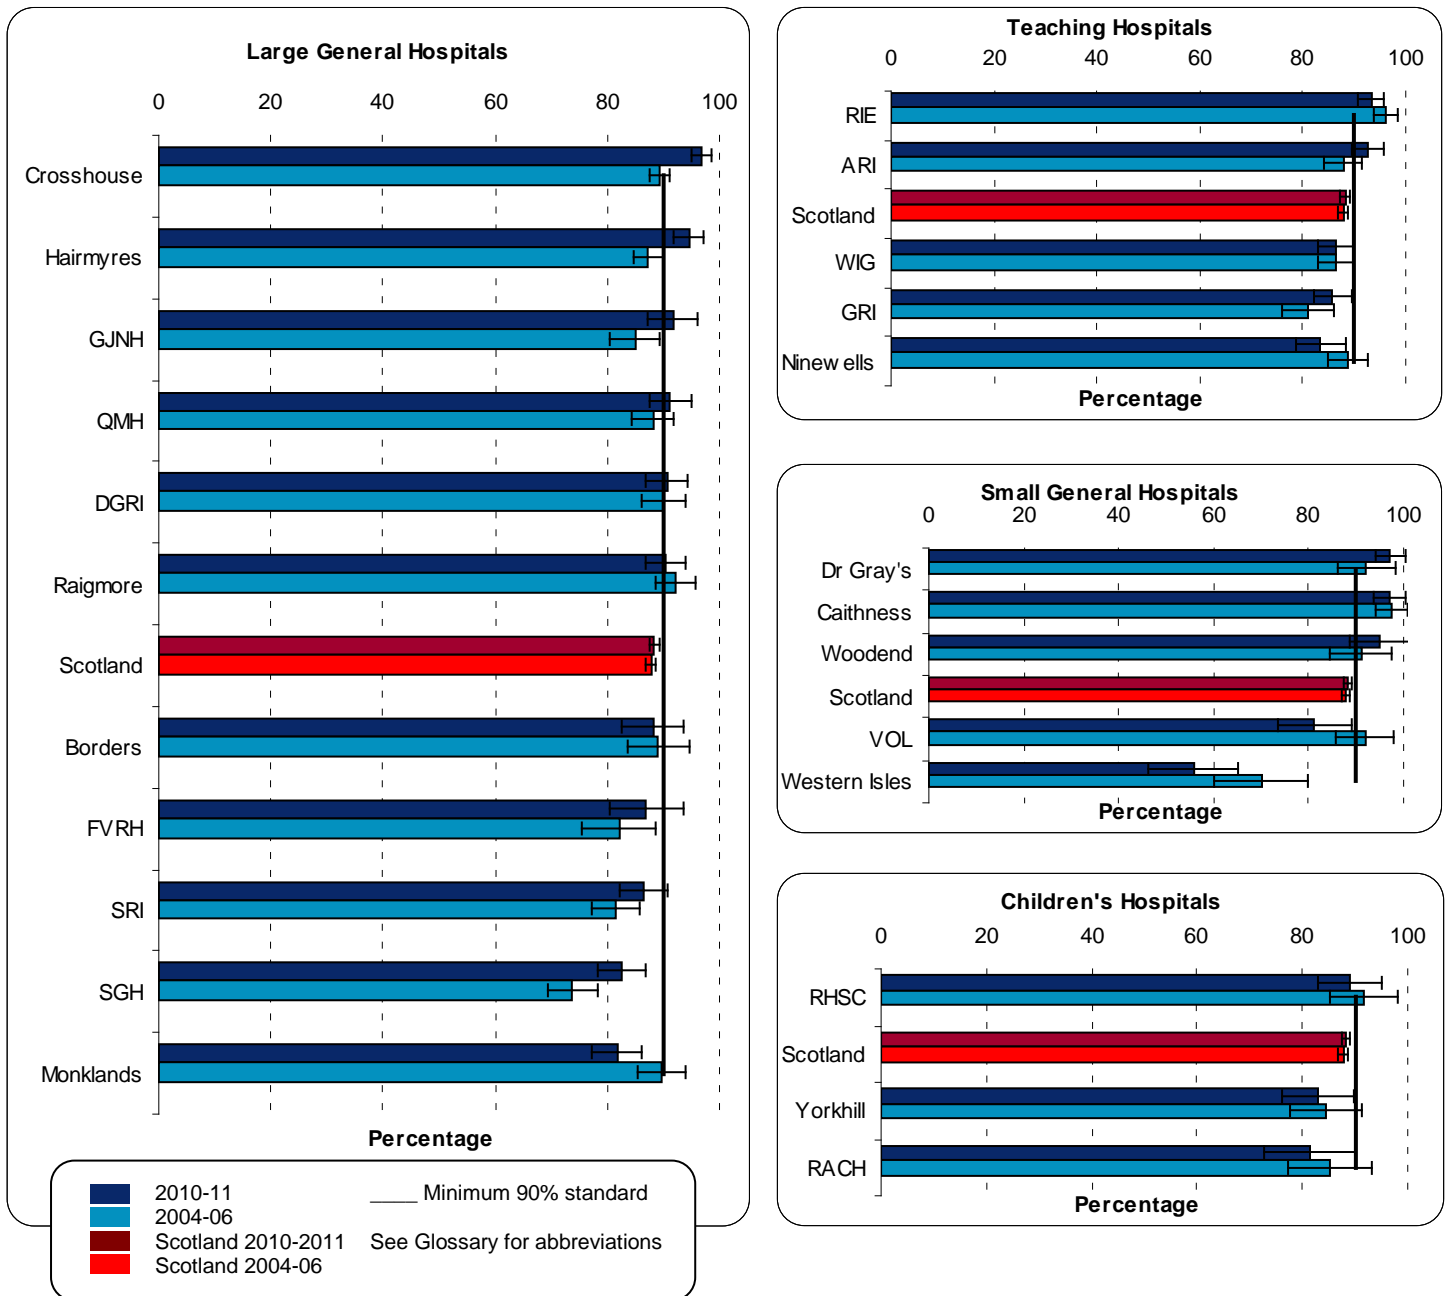 Large General Hospitals
0 20 40 60 80 100
Crosshouse
Hairmyres
GJNH
QMH
DGRI
Raigmore
Scotland
Borders
FVRH
SRI
SGH
Monklands
Percentage
2010-11 ____ Minimum 90% standard
2004-06
Scotland 2010-2011 See Glossary for abbreviations
Scotland 2004-06
Teaching Hospitals
0 20 40 60 80 100
RIE
ARI
Scotland
WIG
GRI
Ninewells
Percentage
Small General Hospitals
0 20 40 60 80 100
Dr Gray's
Caithness
Woodend
Scotland
VOL
Western Isles
Percentage
Children's Hospitals
0 20 40 60 80 100
RHSC
Scotland
Yorkhill
RACH
Percentage